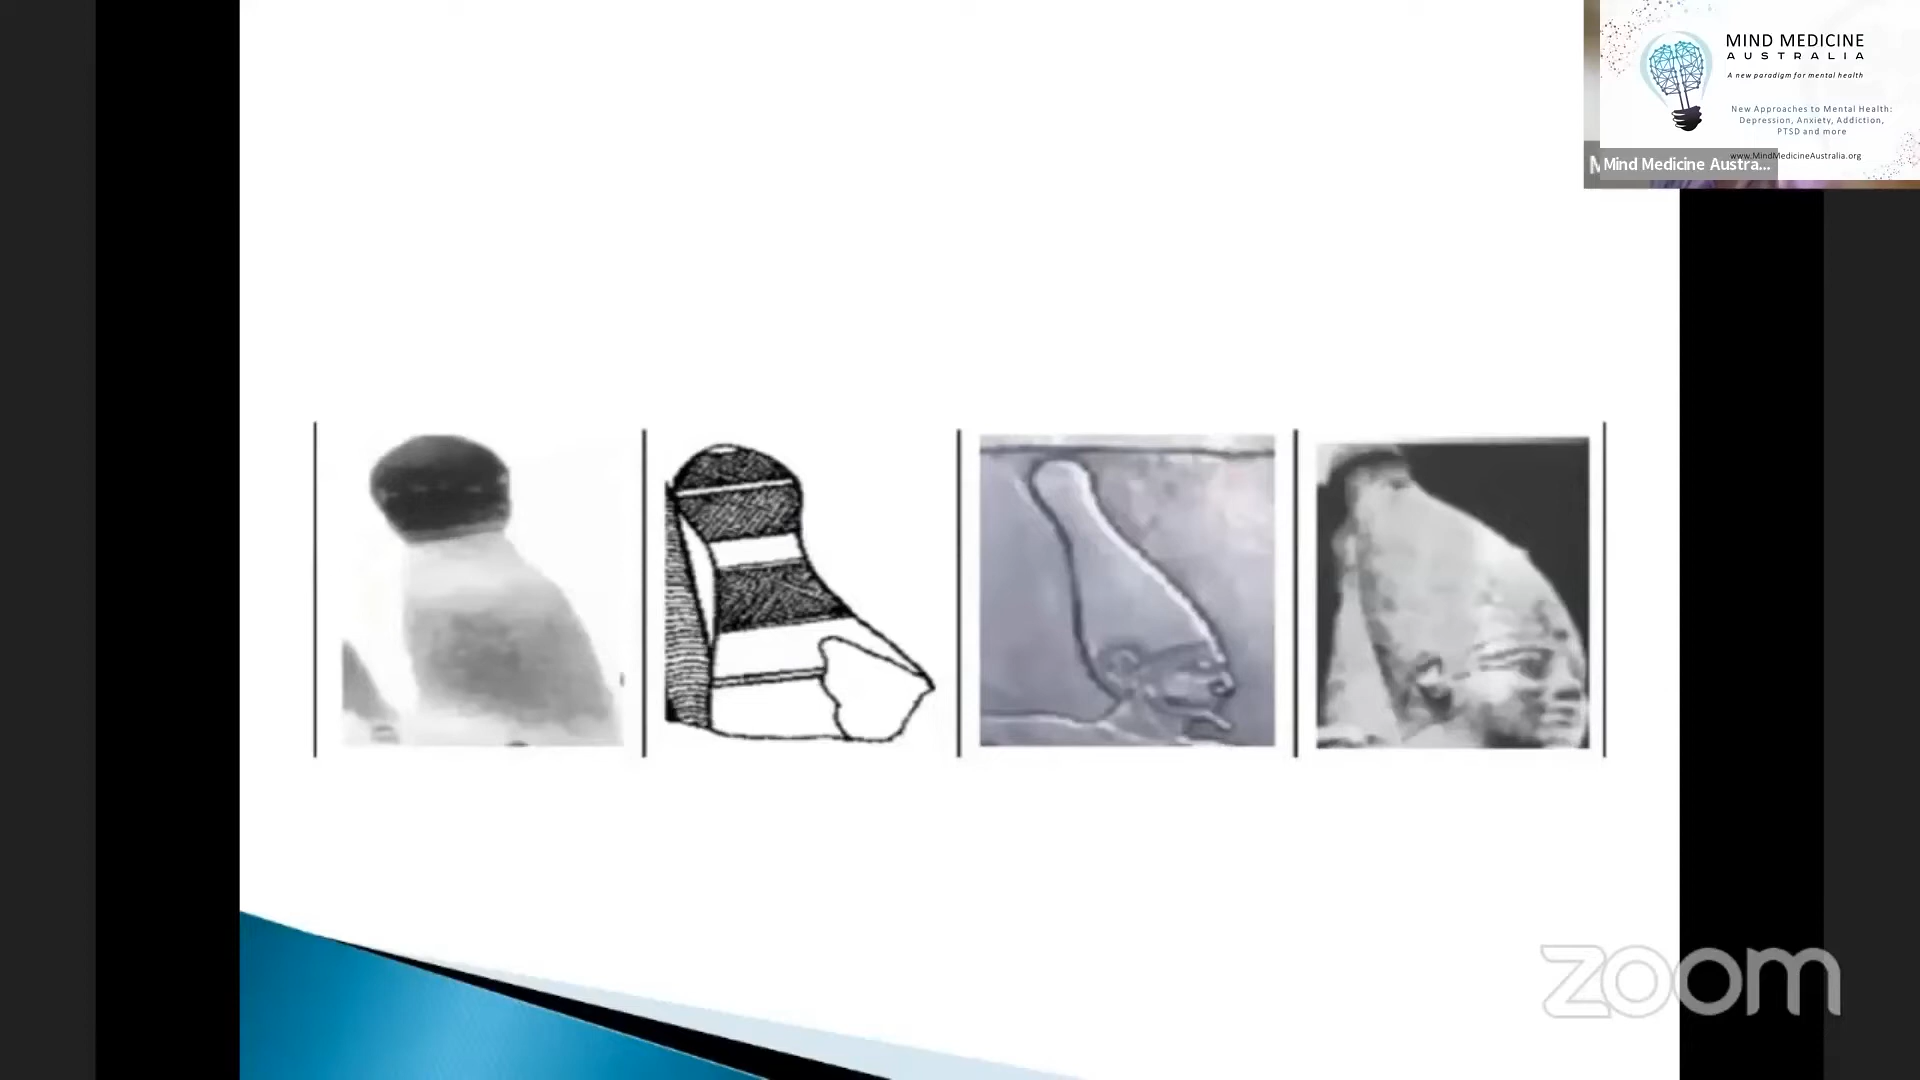 MIND MEDICINE
AUSTRALIA
A new paradigm for mental health
New Approaches to Mental Health:
Depression, Anxiety, Addiction,
PTSD and more
www.MindMedicineAustralia.org
Mind Medicine Austra...
zoom